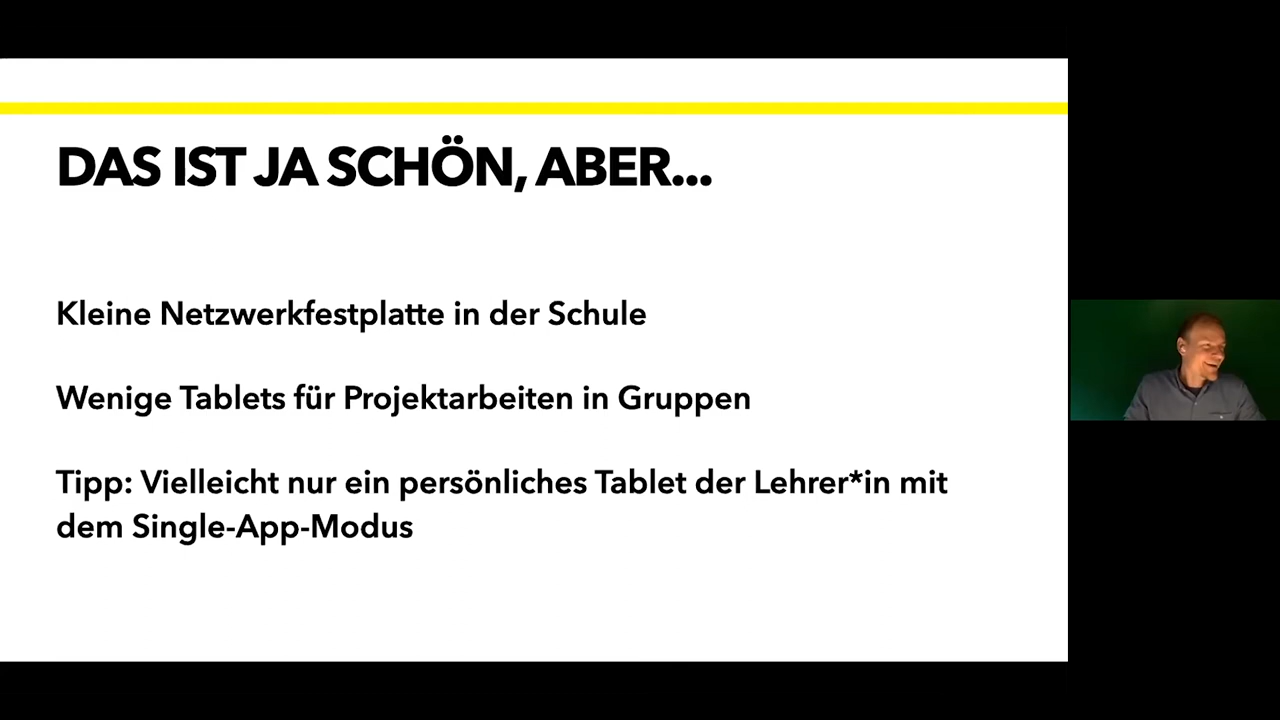 DAS IST JA SCHÖN, ABER...
Kleine Netzwerkfestplatte in der Schule
Wenige Tablets für Projektarbeiten in Gruppen
Tipp: Vielleicht nur ein persönliches Tablet der Lehrer*in mit
dem Single-App-Modus